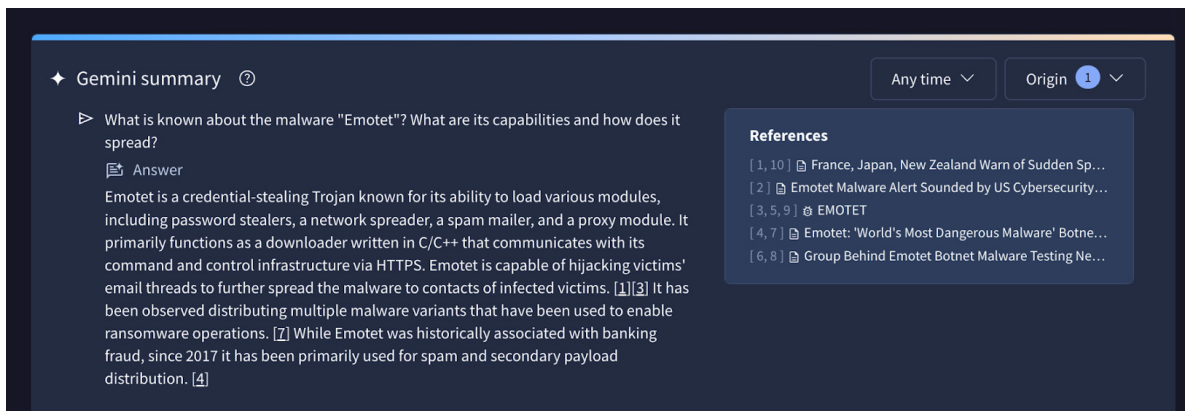 Gemini summary
Any time
Origin 1
What is known about the malware "Emotet"? What are its capabilities and how does it
spread?
Answer
Emotet is a credential-stealing Trojan known for its ability to load various modules,
including password stealers, a network spreader, a spam mailer, and a proxy module. It
primarily functions as a downloader written in C/C++ that communicates with its
command and control infrastructure via HTTPS. Emotet is capable of hijacking victims'
email threads to further spread the malware to contacts of infected victims. [1][3] It has
been observed distributing multiple malware variants that have been used to enable
ransomware operations. [7] While Emotet was historically associated with banking
fraud, since 2017 it has been primarily used for spam and secondary payload
distribution. [4]
References
[1, 10] France, Japan, New Zealand Warn of Sudden Sp...
[2] Emotet Malware Alert Sounded by US Cybersecurity...
[3, 5, 9] EMOTET
[4, 7] Emotet: 'World's Most Dangerous Malware' Botne...
[6, 8] Group Behind Emotet Botnet Malware Testing Ne...